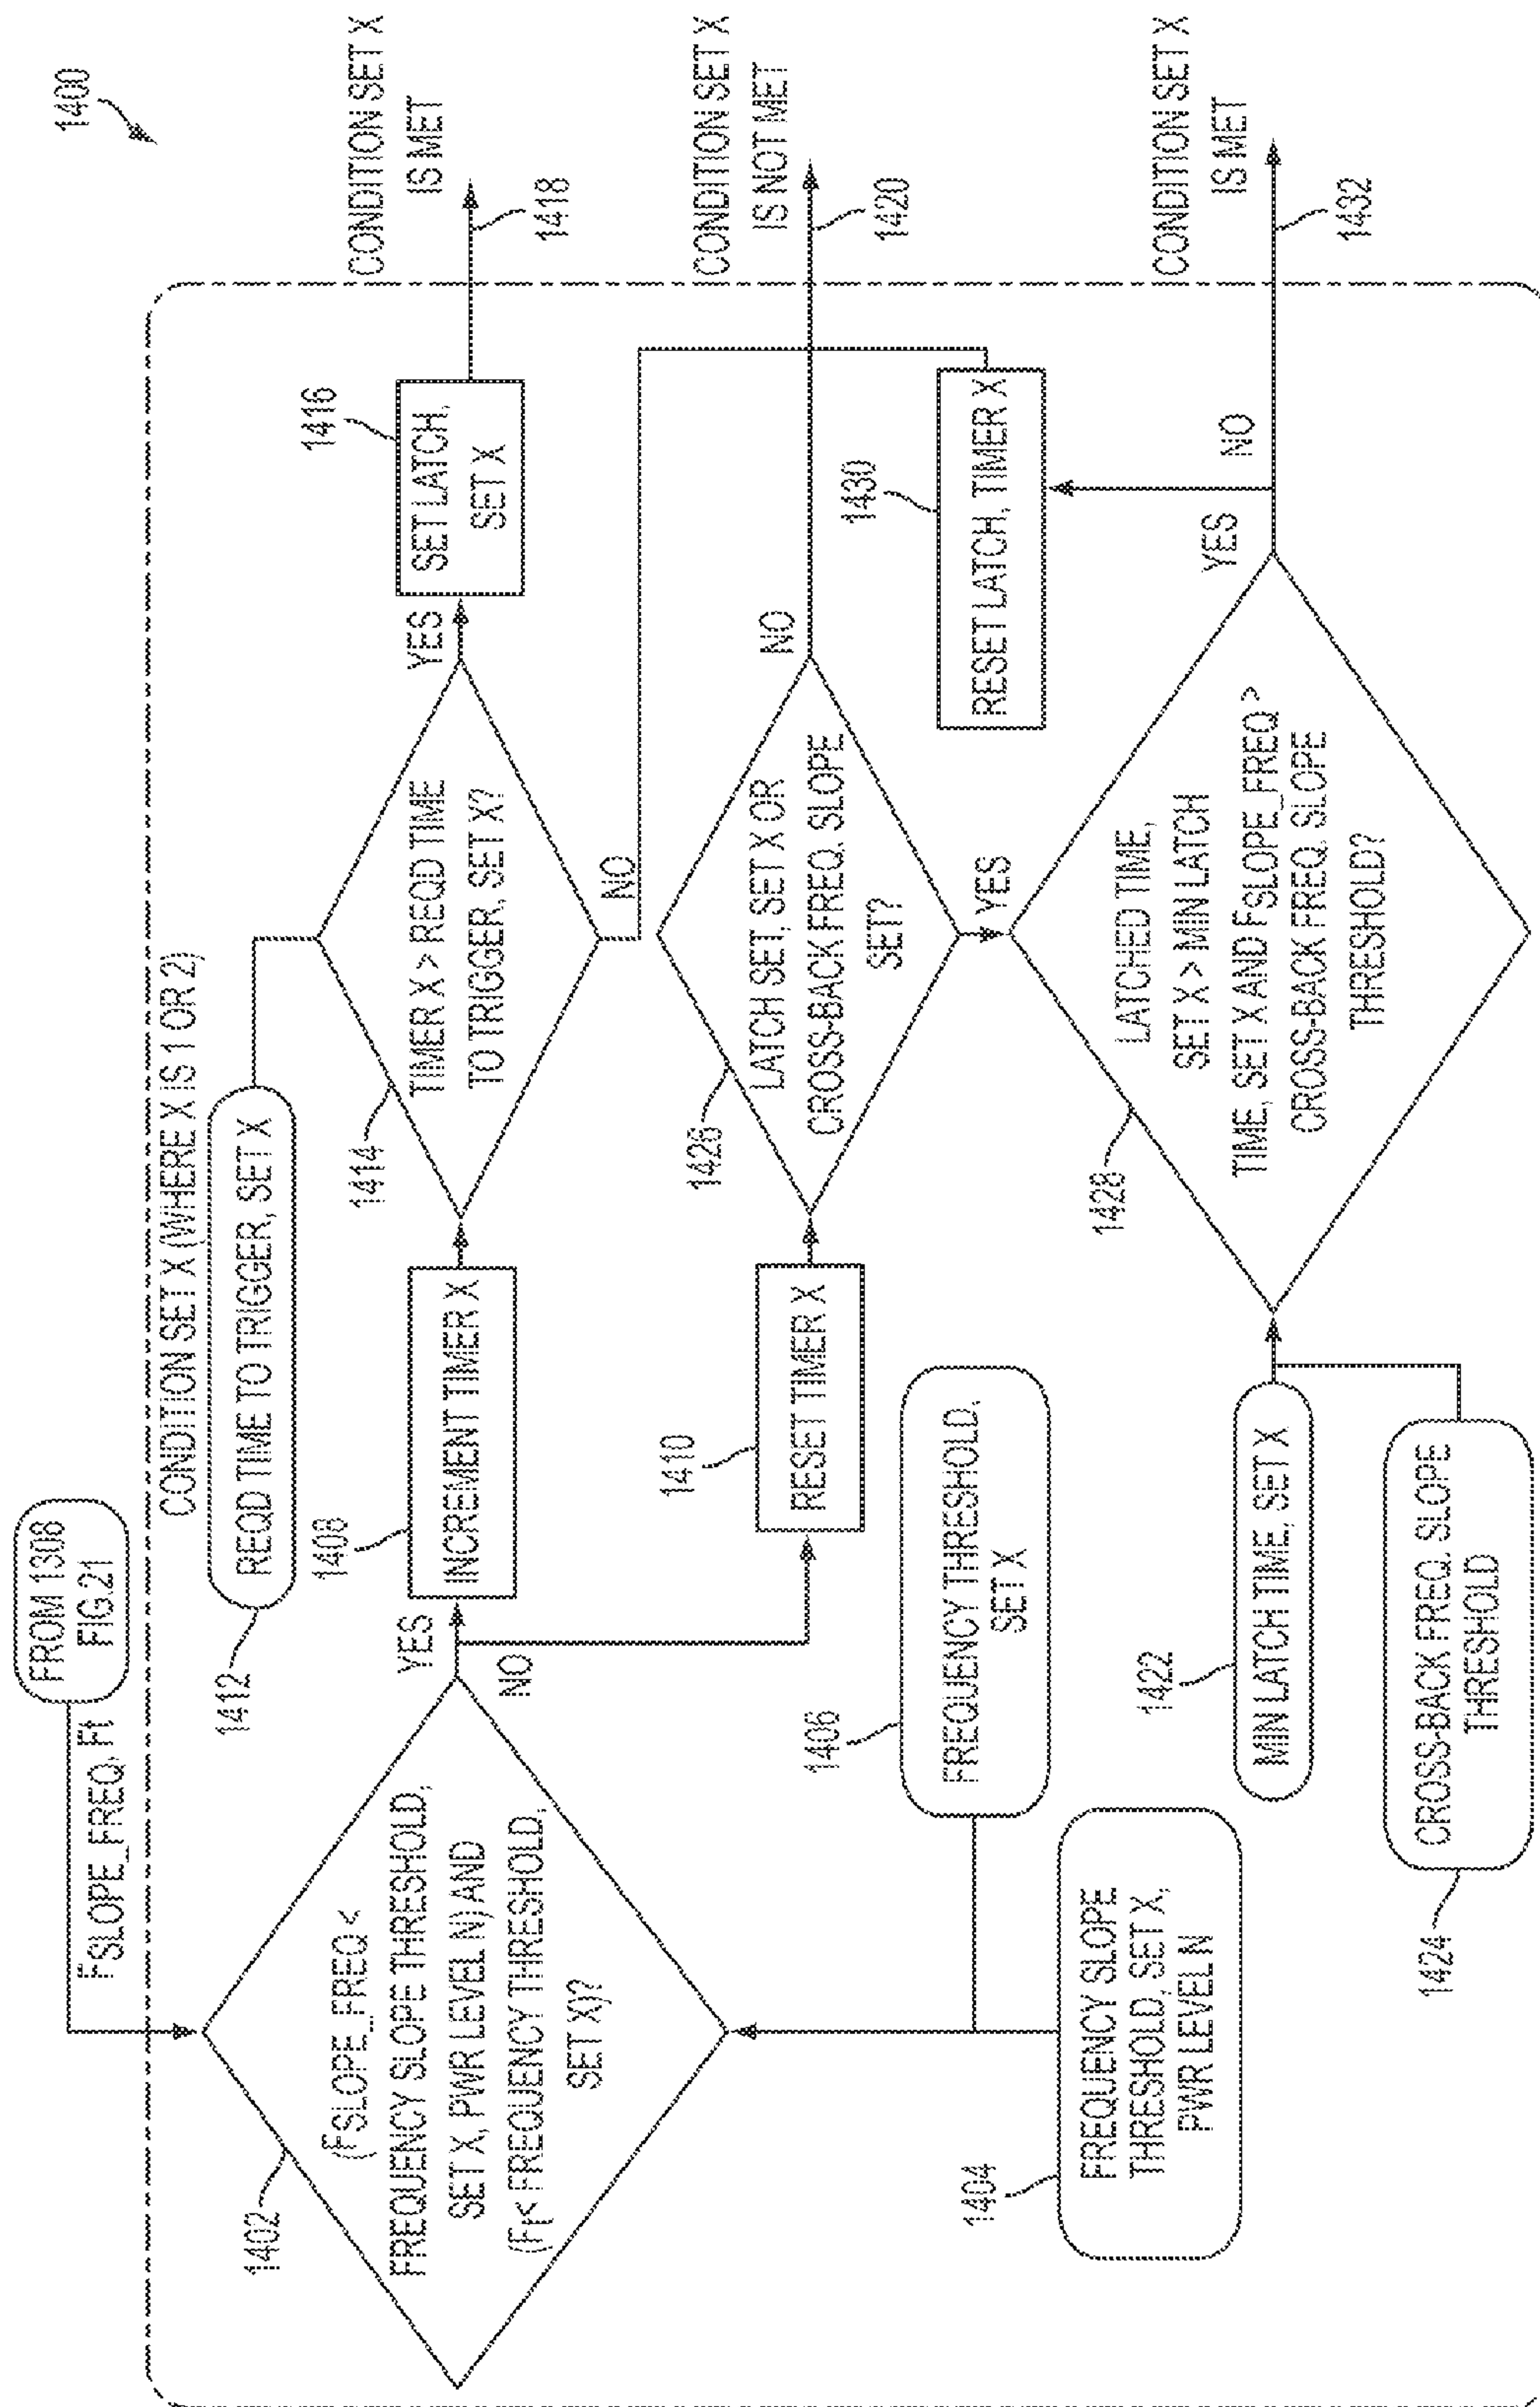 1400
FROM 1308
FIG.21
FSLOPE_FREQ, Ft
CONDITION SET X (WHERE X IS 1 OR 2)
1402
(FSLOPE_FREQ <
FREQUENCY SLOPE THRESHOLD,
SET X, PWR LEVEL N) AND
(Ft < FREQUENCY THRESHOLD,
SET X)?
YES
NO
1404
FREQUENCY SLOPE
THRESHOLD, SET X,
PWR LEVEL N
1406
FREQUENCY THRESHOLD,
SET X
1408
INCREMENT TIMER X
1410
RESET TIMER X
1412
REQD TIME TO TRIGGER, SET X
1414
TIMER X > REQD TIME
TO TRIGGER, SET X?
YES
NO
1416
SET LATCH,
SET X
1418
CONDITION SET X
IS MET
1426
LATCH SET, SET X OR
CROSS-BACK FREQ. SLOPE
SET?
NO
YES
1420
CONDITION SET X
IS NOT MET
1422
MIN LATCH TIME, SET X
1424
CROSS-BACK FREQ. SLOPE
THRESHOLD
1428
LATCHED TIME,
SET X > MIN LATCH
TIME, SET X AND FSLOPE_FREQ >
CROSS-BACK FREQ. SLOPE
THRESHOLD?
YES
NO
1430
RESET LATCH, TIMER X
1432
CONDITION SET X
IS MET